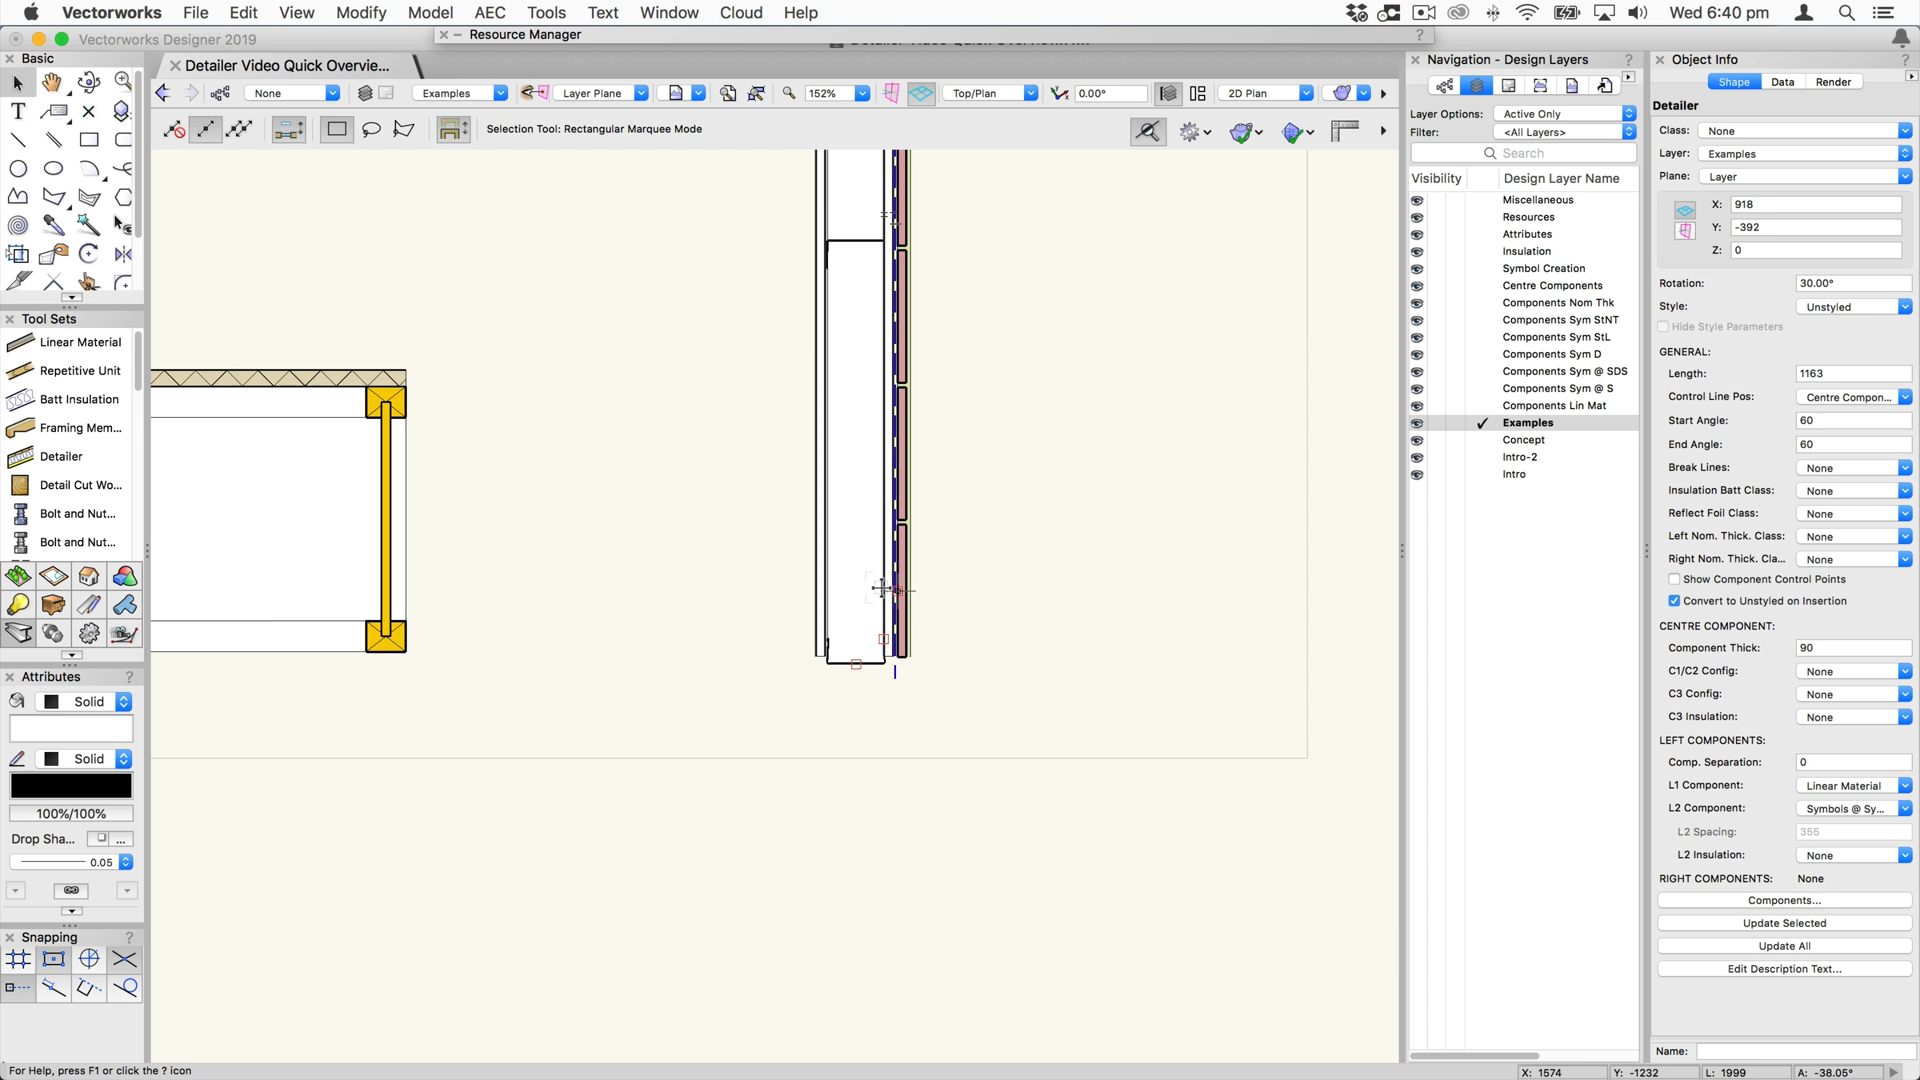 Vectorworks File Edit View Modify Model AEC Tools Text Window Cloud Help Wed 6:40 pm
Vectorworks Designer 2019
Resource Manager ?
Basic
Detailer Video Quick Overvie...
Navigation - Design Layers ?
Object Info ?
None Examples Layer Plane 152% Top/Plan 0.00° 2D Plan
Shape Data Render
Selection Tool: Rectangular Marquee Mode
Layer Options: Active Only
Filter: <All Layers>
Search
Visibility Design Layer Name
Miscellaneous
Resources
Attributes
Insulation
Symbol Creation
Centre Components
Components Nom Thk
Components Sym StNT
Components Sym StL
Components Sym D
Components Sym @ SDS
Components Sym @ S
Components Lin Mat
Examples
Concept
Intro-2
Intro
Detailer
Class: None
Layer: Examples
Plane: Layer
X: 918
Y: -392
Z: 0
Rotation: 30.00°
Style: Unstyled
Hide Style Parameters
GENERAL:
Length: 1163
Control Line Pos: Centre Compon...
Start Angle: 60
End Angle: 60
Break Lines: None
Insulation Batt Class: None
Reflect Foil Class: None
Left Nom. Thick. Class: None
Right Nom. Thick. Cla... None
Show Component Control Points
Convert to Unstyled on Insertion
CENTRE COMPONENT:
Component Thick: 90
C1/C2 Config: None
C3 Config: None
C3 Insulation: None
LEFT COMPONENTS:
Comp. Separation: 0
L1 Component: Linear Material
L2 Component: Symbols @ Sy...
L2 Spacing: 355
L2 Insulation: None
RIGHT COMPONENTS: None
Components...
Update Selected
Update All
Edit Description Text...
Name:
Tool Sets
Linear Material
Repetitive Unit
Batt Insulation
Framing Mem...
Detailer
Detail Cut Wo...
Bolt and Nut...
Bolt and Nut...
Attributes ?
Solid
Solid
100%/100%
Drop Sha... ...
0.05
Snapping ?
For Help, press F1 or click the ? icon
X: 1574 Y: -1232 L: 1999 A: -38.05°